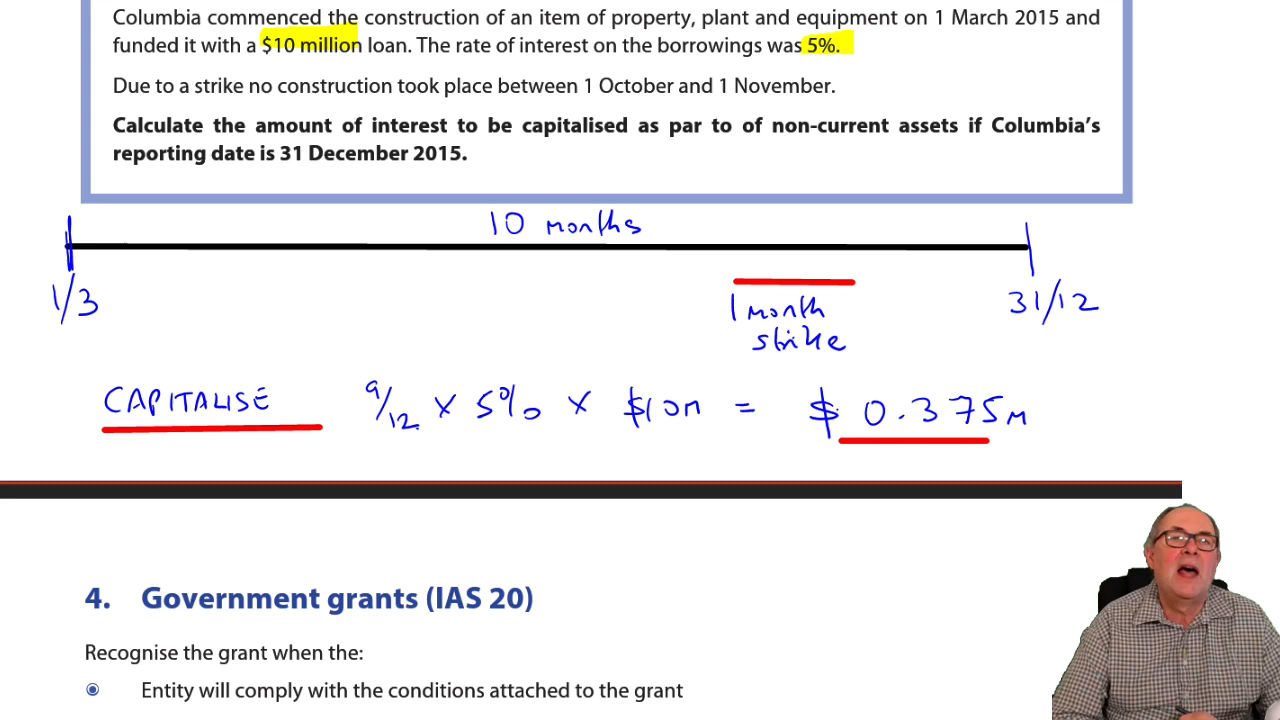 Columbia commenced the construction of an item of property, plant and equipment on 1 March 2015 and
funded it with a $10 million loan. The rate of interest on the borrowings was 5%.
Due to a strike no construction took place between 1 October and 1 November.
Calculate the amount of interest to be capitalised as par to of non-current assets if Columbia's
reporting date is 31 December 2015.
10 months
1/3
1 month
strike
31/12
CAPITALISE 9/12 × 5% × $10M = $ 0.375M
4. Government grants (IAS 20)
Recognise the grant when the:
Entity will comply with the conditions attached to the grant